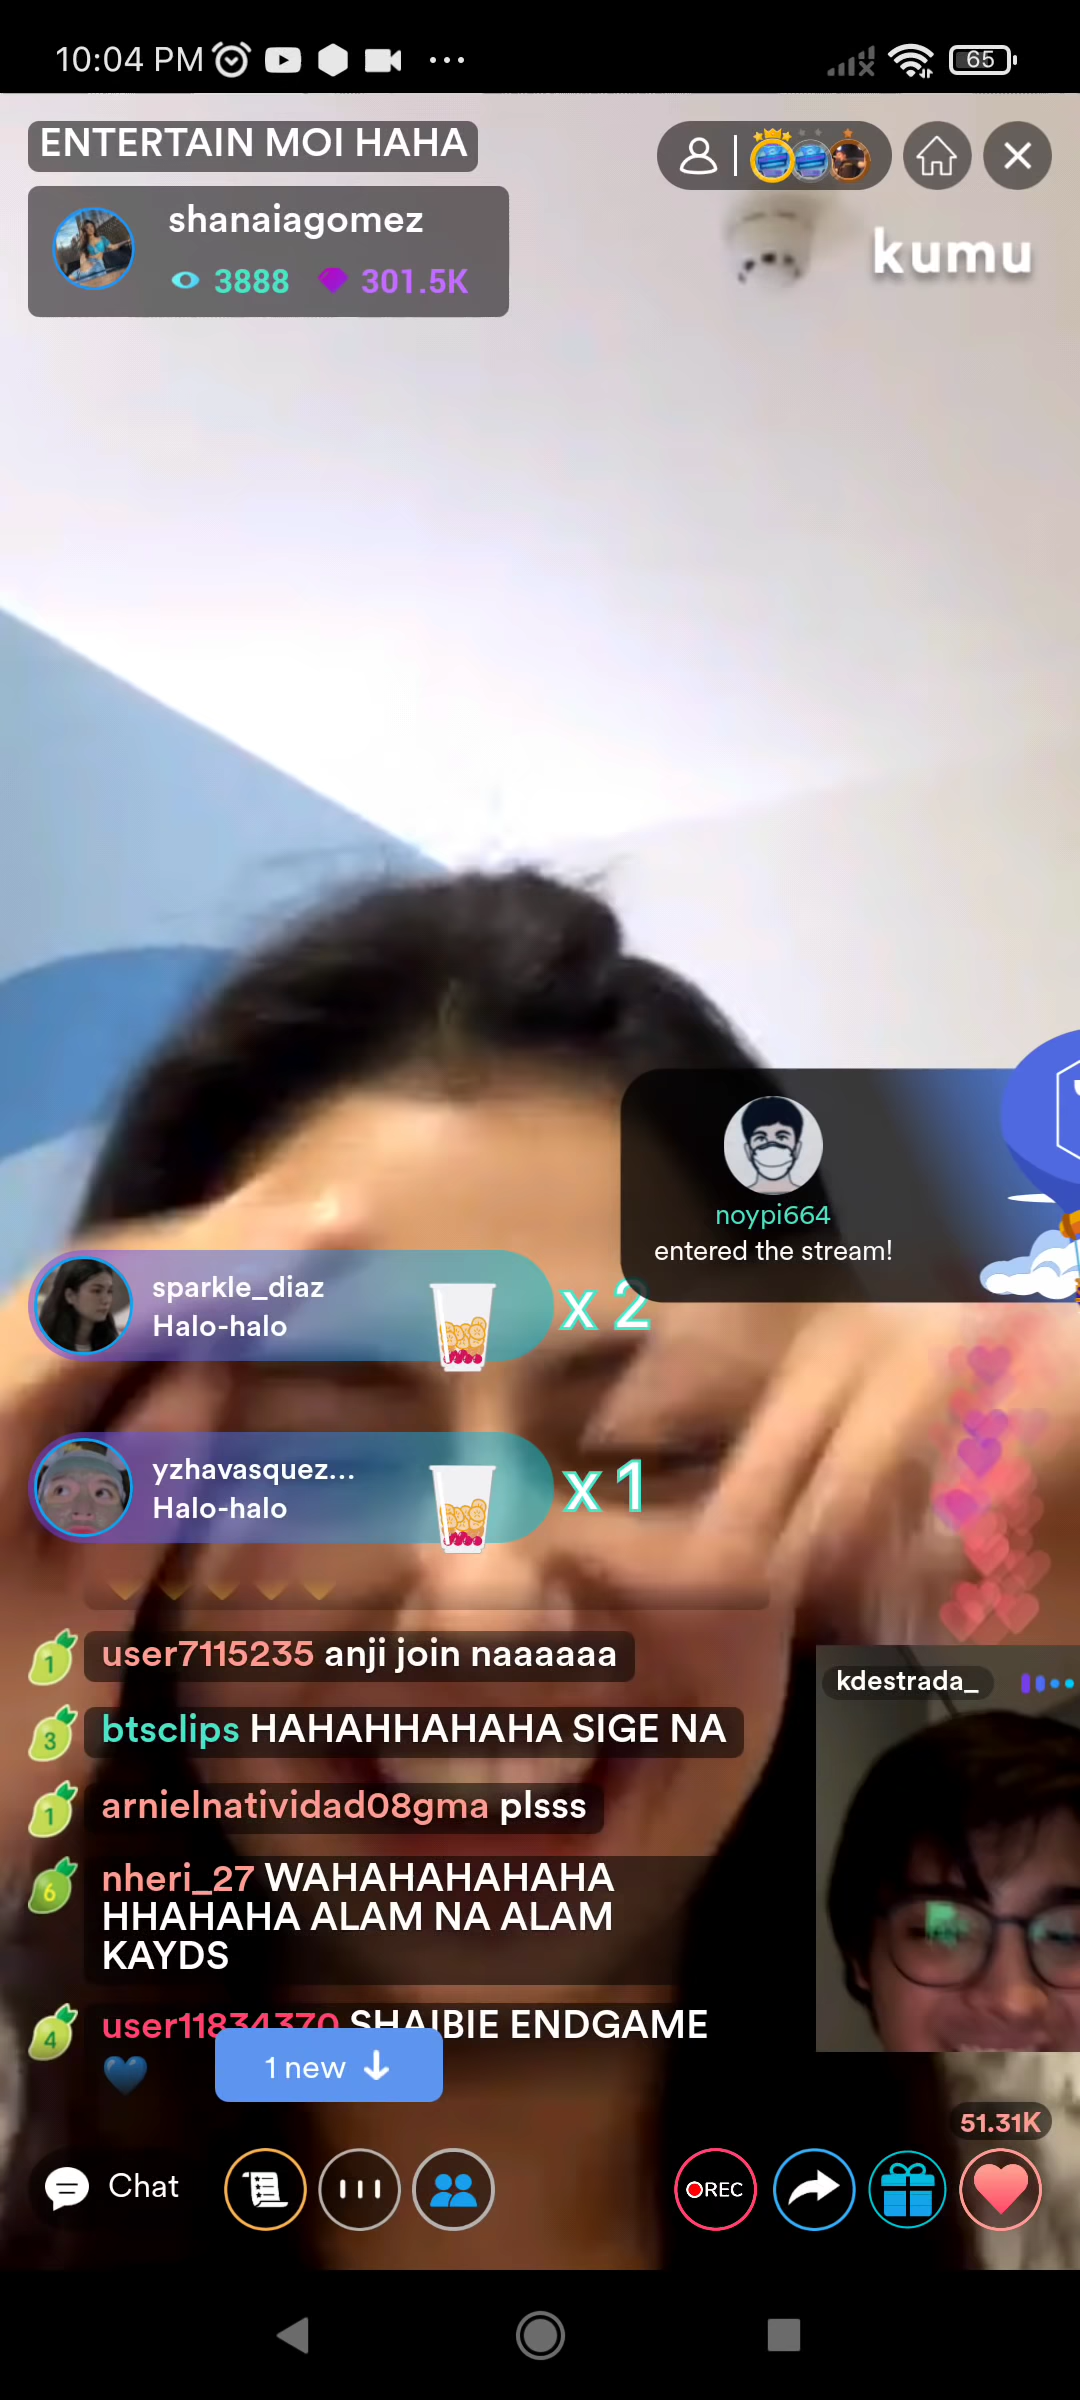 10:04 PM
65
ENTERTAIN MOI HAHA
shanaiagomez
3888 301.5K
kumu
noypi664
entered the stream!
sparkle_diaz
Halo-halo
x 2
yzhavasquez...
Halo-halo
x 1
1 user7115235 anji join naaaaaa
3 btsclips HAHAHHAHAHA SIGE NA
1 arnielnatividad08gma plsss
6 nheri_27 WAHAHAHAHAHA
HHAHAHA ALAM NA ALAM
KAYDS
4 user11834370 SHAIBIE ENDGAME
kdestrada_
1 new
51.31K
Chat
REC